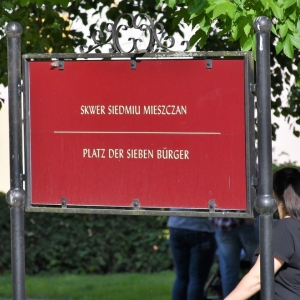 SKWER SIEDMIU MIESZCZAN
PLATZ DER SIEBEN BÜRGER